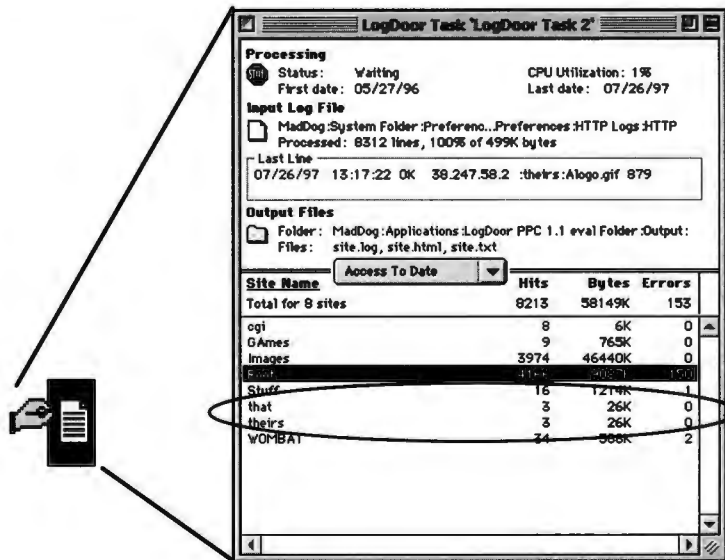 LogDoor Task 'LogDoor Task 2'
Processing
STOP
Status: Waiting CPU Utilization: 1%
First date: 05/27/96 Last date: 07/26/97
Input Log File
MadDog:System Folder:Preferenc...Preferences:HTTP Logs:HTTP
Processed: 8312 lines, 100% of 499K bytes
Last Line
07/26/97 13:17:22 OK 38.247.58.2 :theirs:Alogo.gif 879
Output Files
Folder: MadDog:Applications:LogDoor PPC 1.1 eval Folder:Output:
Files: site.log, site.html, site.txt
Access To Date
Site Name Hits Bytes Errors
Total for 8 sites 8213 58149K 153
cgi 8 6K 0
GAmes 9 765K 0
Images 3974 46440K 0
Root 4166 150
Stuff 16 1214K 1
that 3 26K 0
theirs 3 26K 0
WOMBAT 34 588K 2